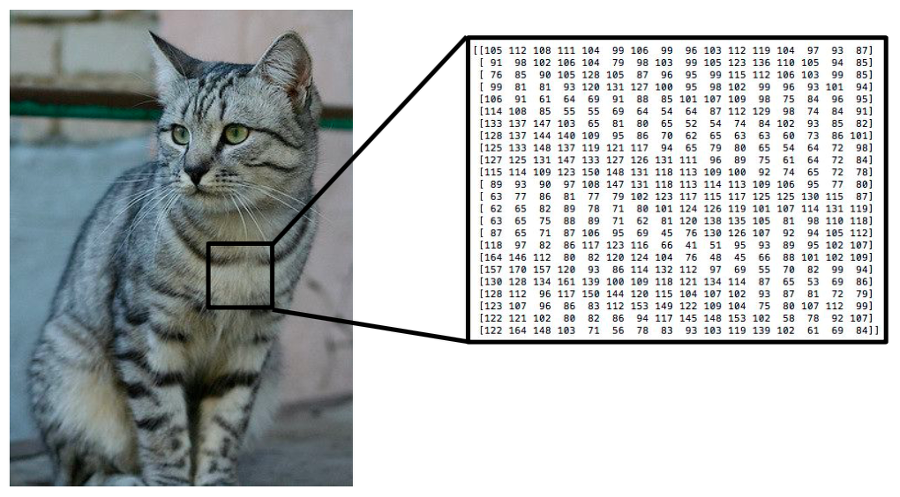 [[105 112 108 111 104 99 106 99 96 103 112 119 104 97 93 87]
[ 91 98 102 106 104 79 98 103 99 105 123 136 110 105 94 85]
[ 76 85 90 105 128 105 87 96 95 99 115 112 106 103 99 85]
[ 99 81 81 93 120 131 127 100 95 98 102 99 96 93 101 94]
[106 91 61 64 69 91 88 85 101 107 109 98 75 84 96 95]
[114 108 85 55 55 69 64 54 64 87 112 129 98 74 84 91]
[133 137 147 103 65 81 80 65 52 54 74 84 102 93 85 82]
[128 137 144 140 109 95 86 70 62 65 63 63 60 73 86 101]
[125 133 148 137 119 121 117 94 65 79 80 65 54 64 72 98]
[127 125 131 147 133 127 126 131 111 96 89 75 61 64 72 84]
[115 114 109 123 150 148 131 118 113 109 100 92 74 65 72 78]
[ 89 93 90 97 108 147 131 118 113 114 113 109 106 95 77 80]
[ 63 77 86 81 77 79 102 123 117 115 117 125 125 130 115 87]
[ 62 65 82 89 78 71 80 101 124 126 119 101 107 114 131 119]
[ 63 65 75 88 89 71 62 81 120 138 135 105 81 98 110 118]
[ 87 65 71 87 106 95 69 45 76 130 126 107 92 94 105 112]
[118 97 82 86 117 123 116 66 41 51 95 93 89 95 102 107]
[164 146 112 80 82 120 124 104 76 48 45 66 88 101 102 109]
[157 170 157 120 93 86 114 132 112 97 69 55 70 82 99 94]
[130 128 134 161 139 100 109 118 121 134 114 87 65 53 69 86]
[128 112 96 117 150 144 120 115 104 107 102 93 87 81 72 79]
[123 107 96 86 83 112 153 149 122 109 104 75 80 107 112 99]
[122 121 102 80 82 86 94 117 145 148 153 102 58 78 92 107]
[122 164 148 103 71 56 78 83 93 103 119 139 102 61 69 84]]